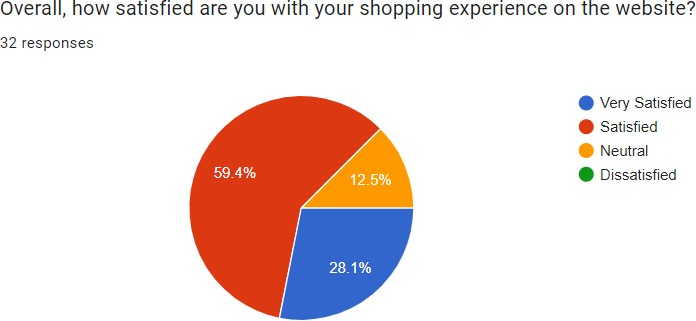 Overall, how satisfied are you with your shopping experience on the website?
32 responses
Very Satisfied
Satisfied
Neutral
Dissatisfied
59.4%
12.5%
28.1%